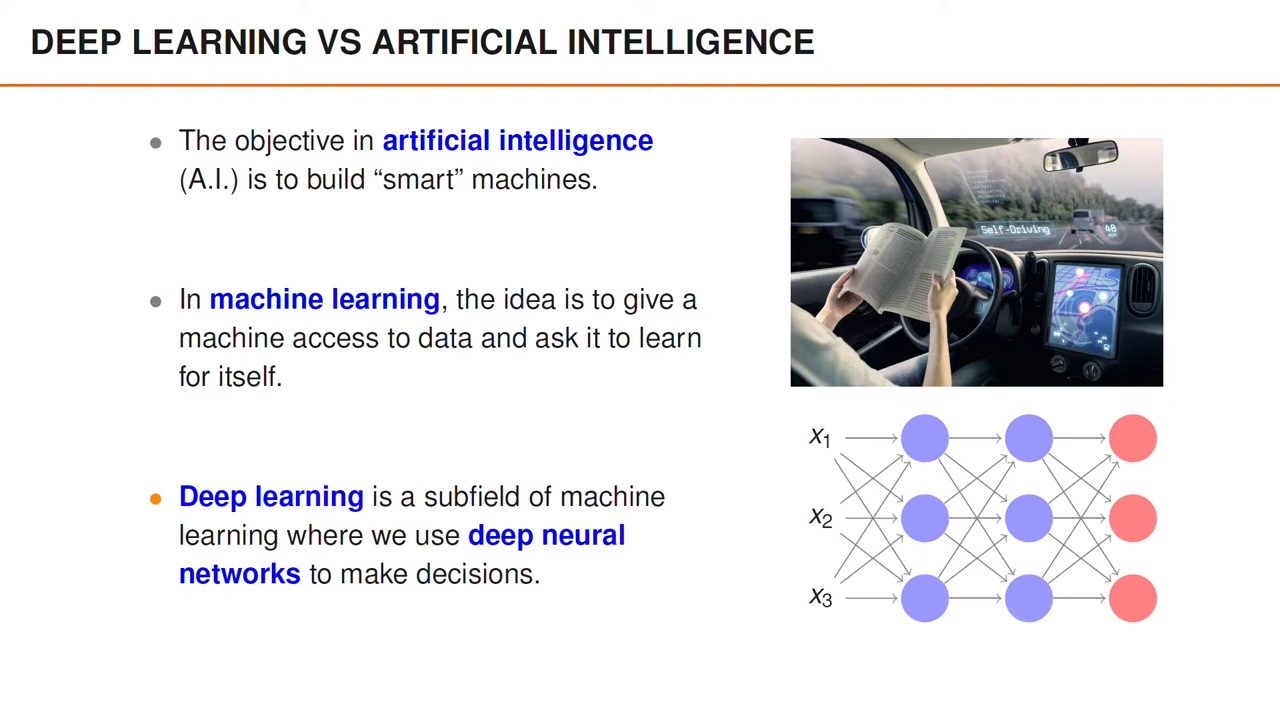 DEEP LEARNING VS ARTIFICIAL INTELLIGENCE
The objective in artificial intelligence
(A.I.) is to build “smart” machines.
In machine learning, the idea is to give a
machine access to data and ask it to learn
for itself.
Deep learning is a subfield of machine
learning where we use deep neural
networks to make decisions.
Self-Driving
40
x1
x2
x3